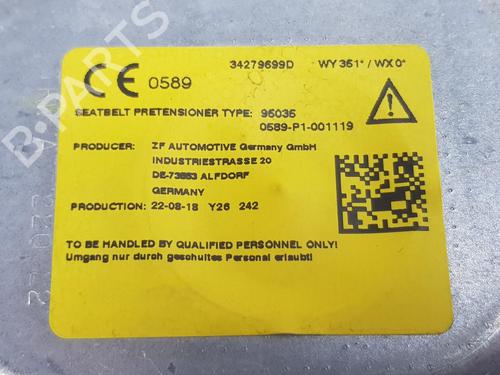 34279699D WY 351* / WX 0*
CE 0589
SEATBELT PRETENSIONER TYPE: 95035
0589-P1-001119
PRODUCER: ZF AUTOMOTIVE Germany GmbH
INDUSTRIESTRASSE 20
DE-73553 ALFDORF
GERMANY
PRODUCTION: 22-08-18 Y26 242
TO BE HANDLED BY QUALIFIED PERSONNEL ONLY!
Umgang nur durch geschultes Personal erlaubt!
B-PARTS